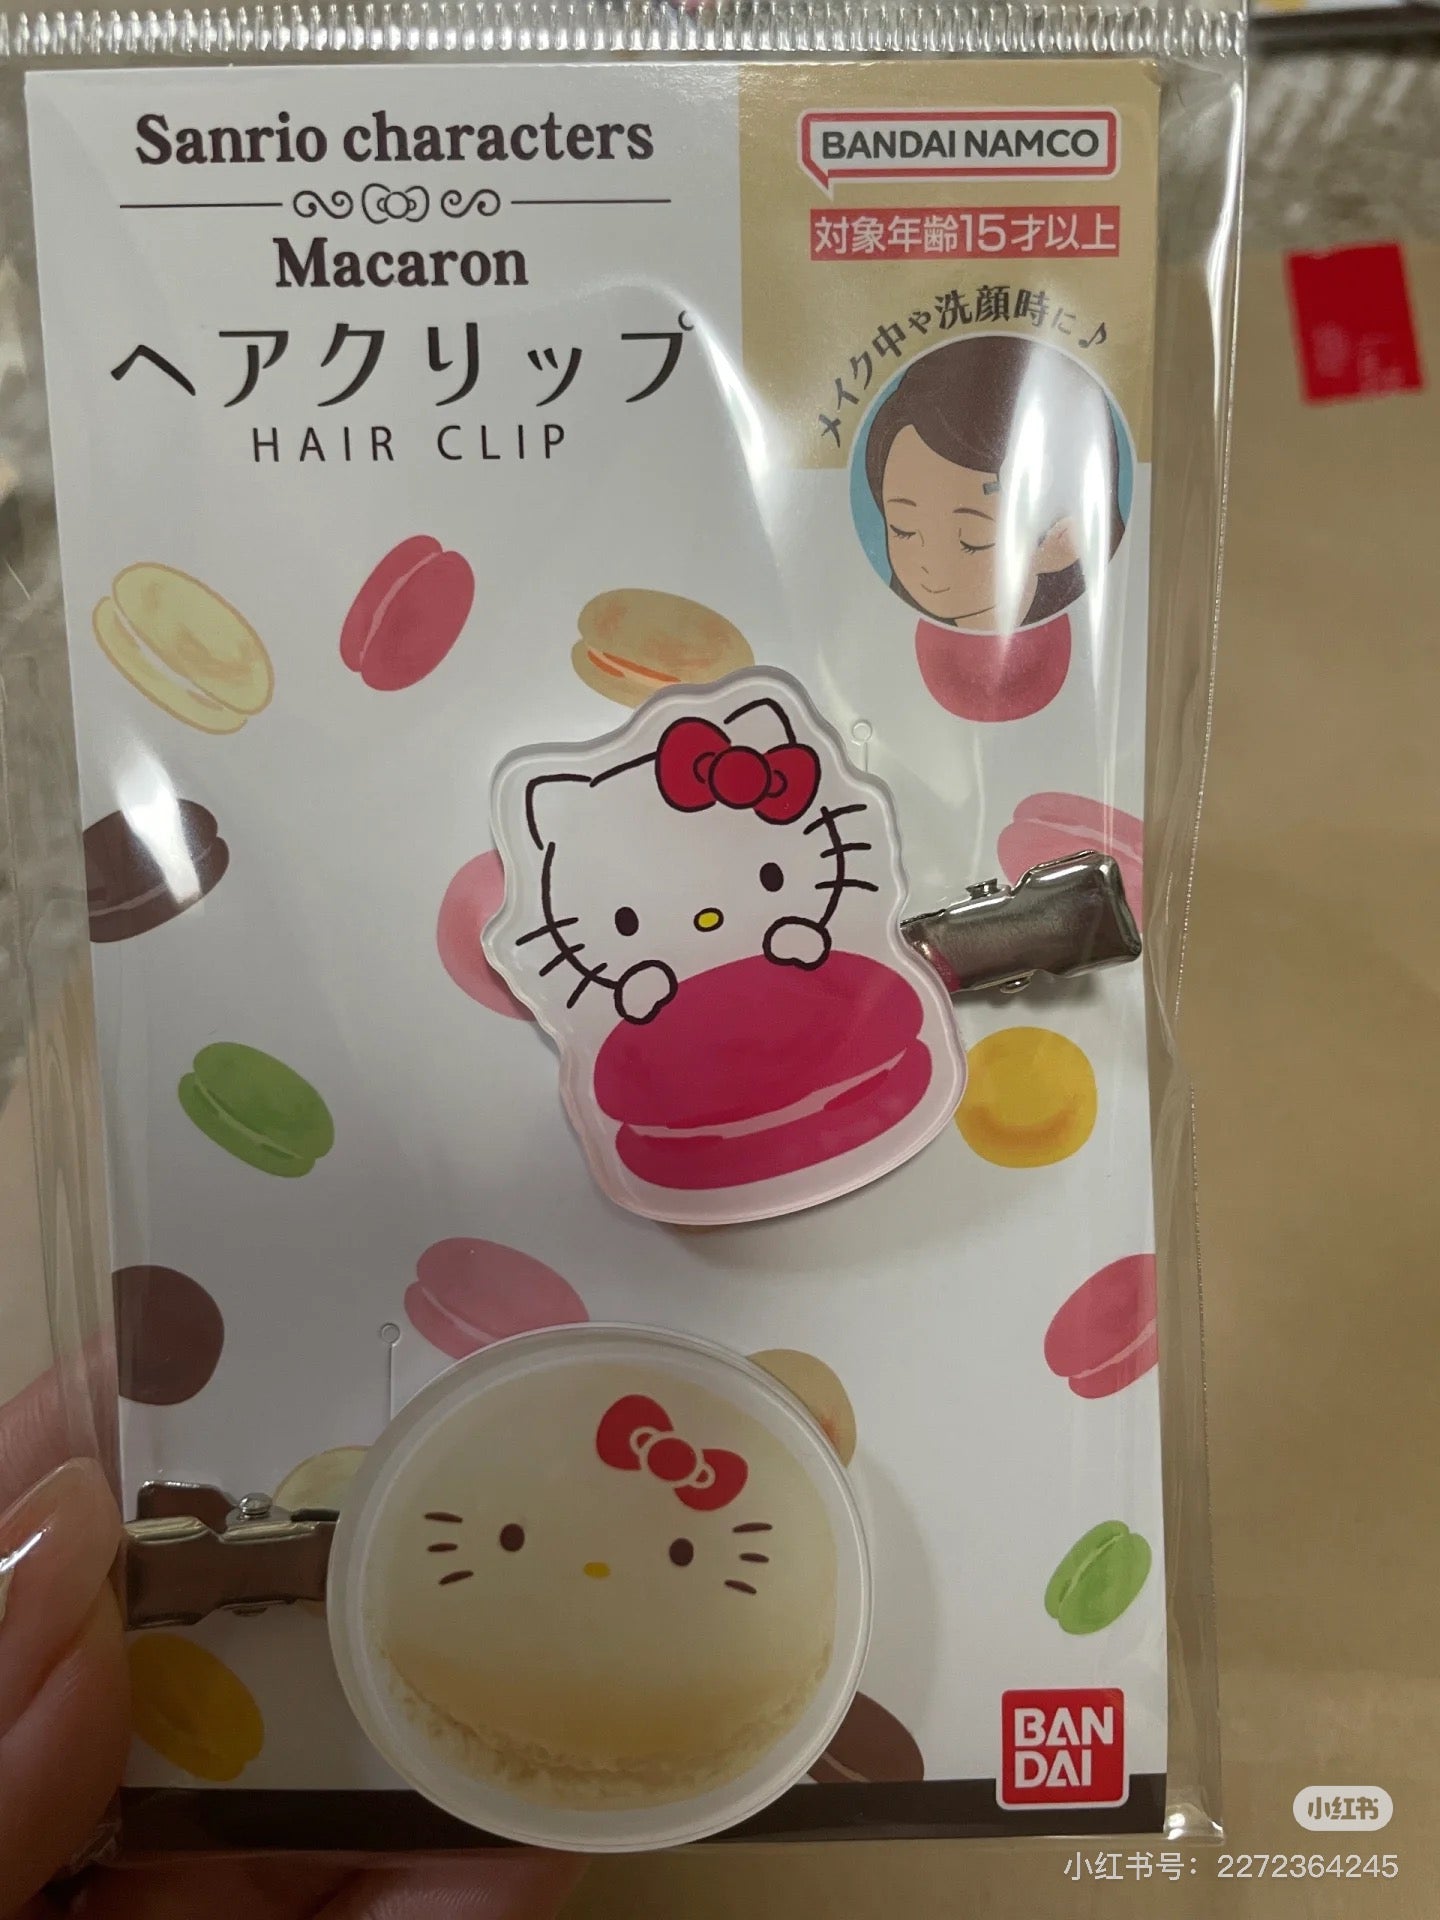 Sanrio characters
Macaron
ヘアクリップ
HAIR CLIP
BANDAI NAMCO
対象年齢15才以上
メイク中や洗顔時に♪
BAN
DAI
小红书
小红书号：2272364245